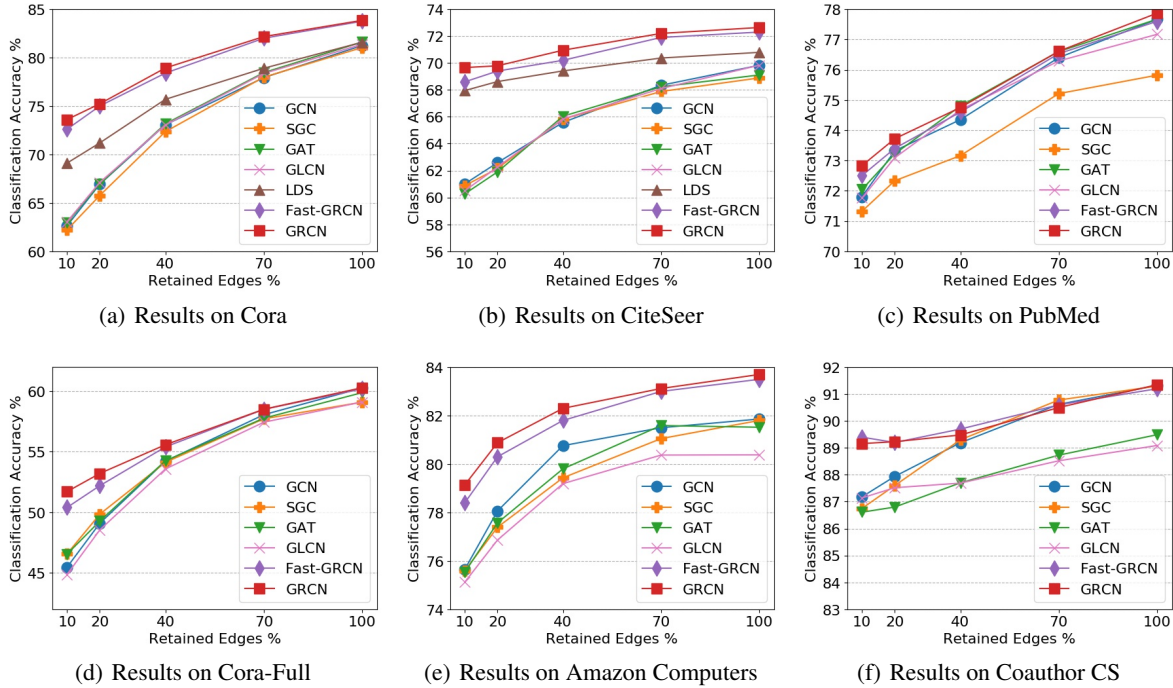 Classification Accuracy %
85
80
75
70
65
60
GCN
SGC
GAT
GLCN
LDS
Fast-GRCN
GRCN
10 20 40 70 100
Retained Edges %
(a) Results on Cora
Classification Accuracy %
74
72
70
68
66
64
62
60
58
56
GCN
SGC
GAT
GLCN
LDS
Fast-GRCN
GRCN
10 20 40 70 100
Retained Edges %
(b) Results on CiteSeer
Classification Accuracy %
78
77
76
75
74
73
72
71
70
GCN
SGC
GAT
GLCN
Fast-GRCN
GRCN
10 20 40 70 100
Retained Edges %
(c) Results on PubMed
Classification Accuracy %
60
55
50
45
GCN
SGC
GAT
GLCN
Fast-GRCN
GRCN
10 20 40 70 100
Retained Edges %
(d) Results on Cora-Full
Classification Accuracy %
84
82
80
78
76
74
GCN
SGC
GAT
GLCN
Fast-GRCN
GRCN
10 20 40 70 100
Retained Edges %
(e) Results on Amazon Computers
Classification Accuracy %
92
91
90
89
88
87
86
85
84
83
GCN
SGC
GAT
GLCN
Fast-GRCN
GRCN
10 20 40 70 100
Retained Edges %
(f) Results on Coauthor CS